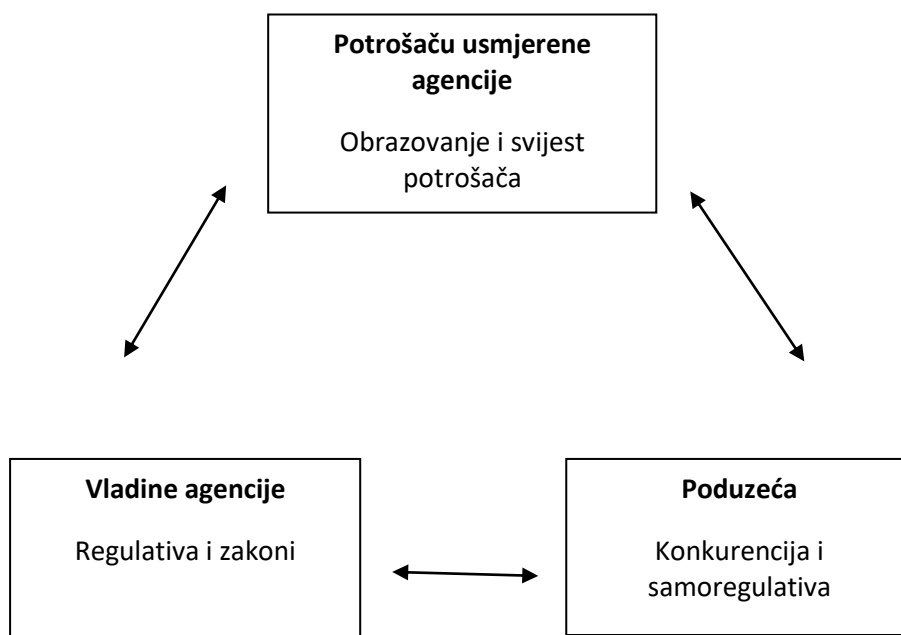 Potrošaču usmjerene
agencije
Obrazovanje i svijest
potrošača
Vladine agencije
Regulativa i zakoni
Poduzeća
Konkurencija i
samoregulativa